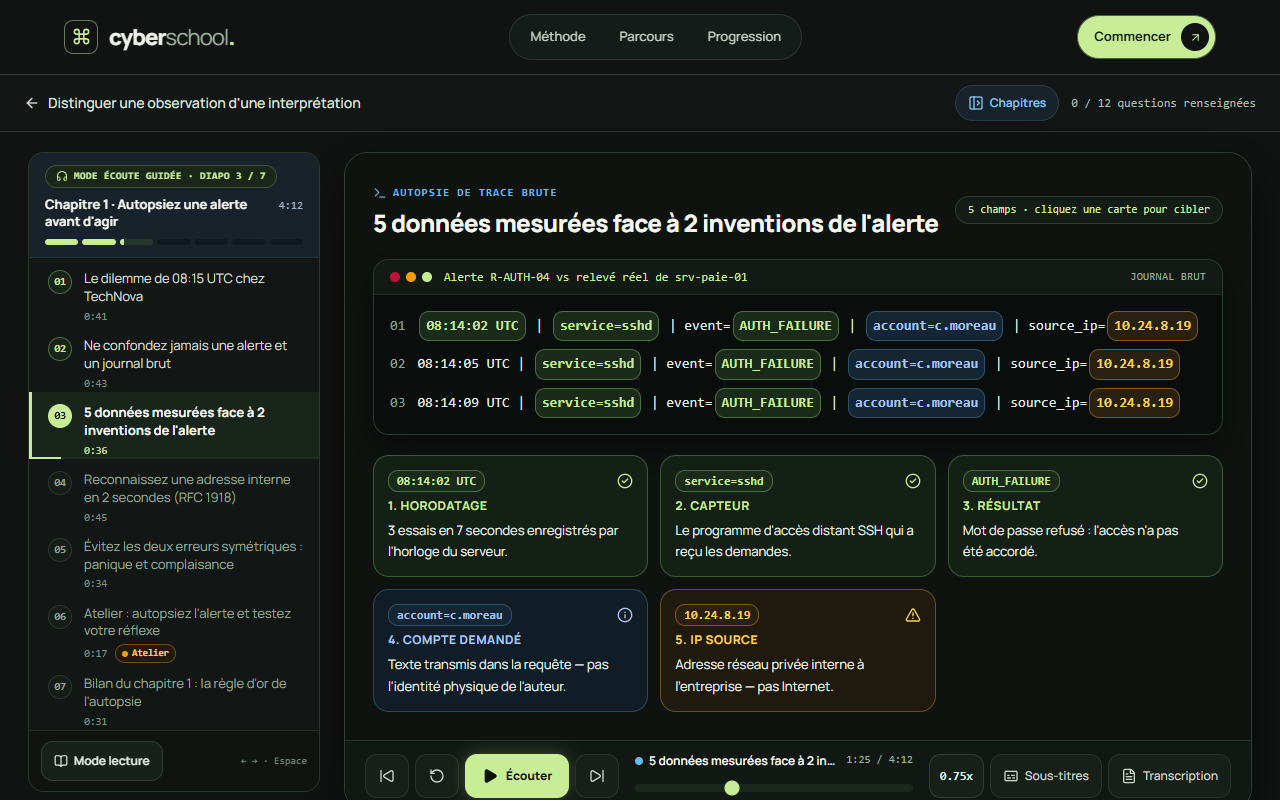 ⌘ cyberschool.
Méthode Parcours Progression
Commencer
← Distinguer une observation d'une interprétation
Chapitres
0 / 12 questions renseignées
MODE ÉCOUTE GUIDÉE · DIAPO 3 / 7
Chapitre 1 · Autopsiez une alerte
avant d'agir
4:12
01 Le dilemme de 08:15 UTC chez
TechNova
0:41
02 Ne confondez jamais une alerte et
un journal brut
0:43
03 5 données mesurées face à 2
inventions de l'alerte
0:36
04 Reconnaissez une adresse interne
en 2 secondes (RFC 1918)
0:45
05 Évitez les deux erreurs symétriques :
panique et complaisance
0:34
06 Atelier : autopsiez l'alerte et testez
votre réflexe
0:17 Atelier
07 Bilan du chapitre 1 : la règle d'or de
l'autopsie
0:31
Mode lecture
← → · Espace
>_ AUTOPSIE DE TRACE BRUTE
5 données mesurées face à 2 inventions de l'alerte
5 champs · cliquez une carte pour cibler
Alerte R-AUTH-04 vs relevé réel de srv-paie-01
JOURNAL BRUT
01 08:14:02 UTC | service=sshd | event= AUTH_FAILURE | account=c.moreau | source_ip= 10.24.8.19
02 08:14:05 UTC | service=sshd | event= AUTH_FAILURE | account=c.moreau | source_ip= 10.24.8.19
03 08:14:09 UTC | service=sshd | event= AUTH_FAILURE | account=c.moreau | source_ip= 10.24.8.19
08:14:02 UTC
1. HORODATAGE
3 essais en 7 secondes enregistrés par
l'horloge du serveur.
service=sshd
2. CAPTEUR
Le programme d'accès distant SSH qui a
reçu les demandes.
AUTH_FAILURE
3. RÉSULTAT
Mot de passe refusé : l'accès n'a pas
été accordé.
account=c.moreau
4. COMPTE DEMANDÉ
Texte transmis dans la requête — pas
l'identité physique de l'auteur.
10.24.8.19
5. IP SOURCE
Adresse réseau privée interne à
l'entreprise — pas Internet.
Écouter
5 données mesurées face à 2 in...
1:25 / 4:12
0.75x
Sous-titres
Transcription